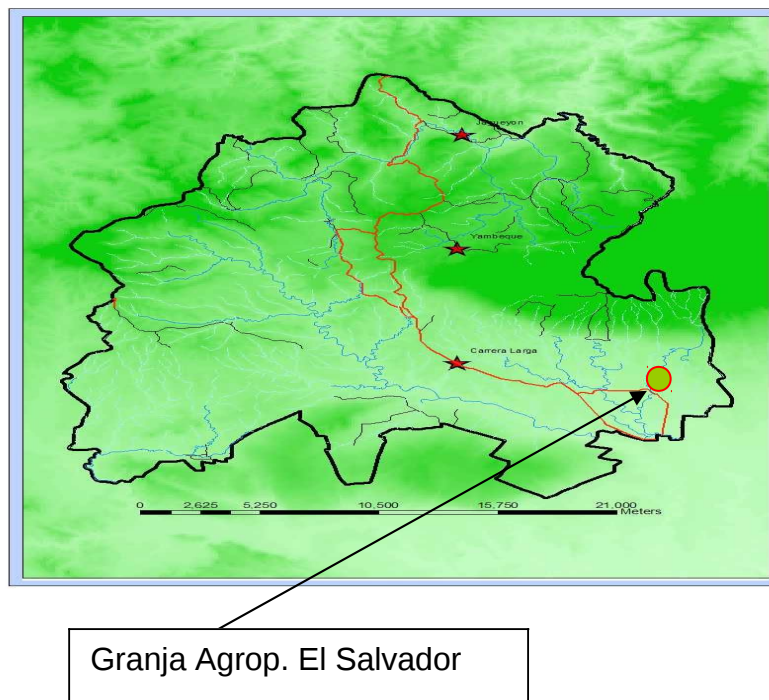 Jagueyon
Yambeque
Carrera Larga
0 2,625 5,250 10,500 15,750 21,000
Meters
Granja Agrop. El Salvador